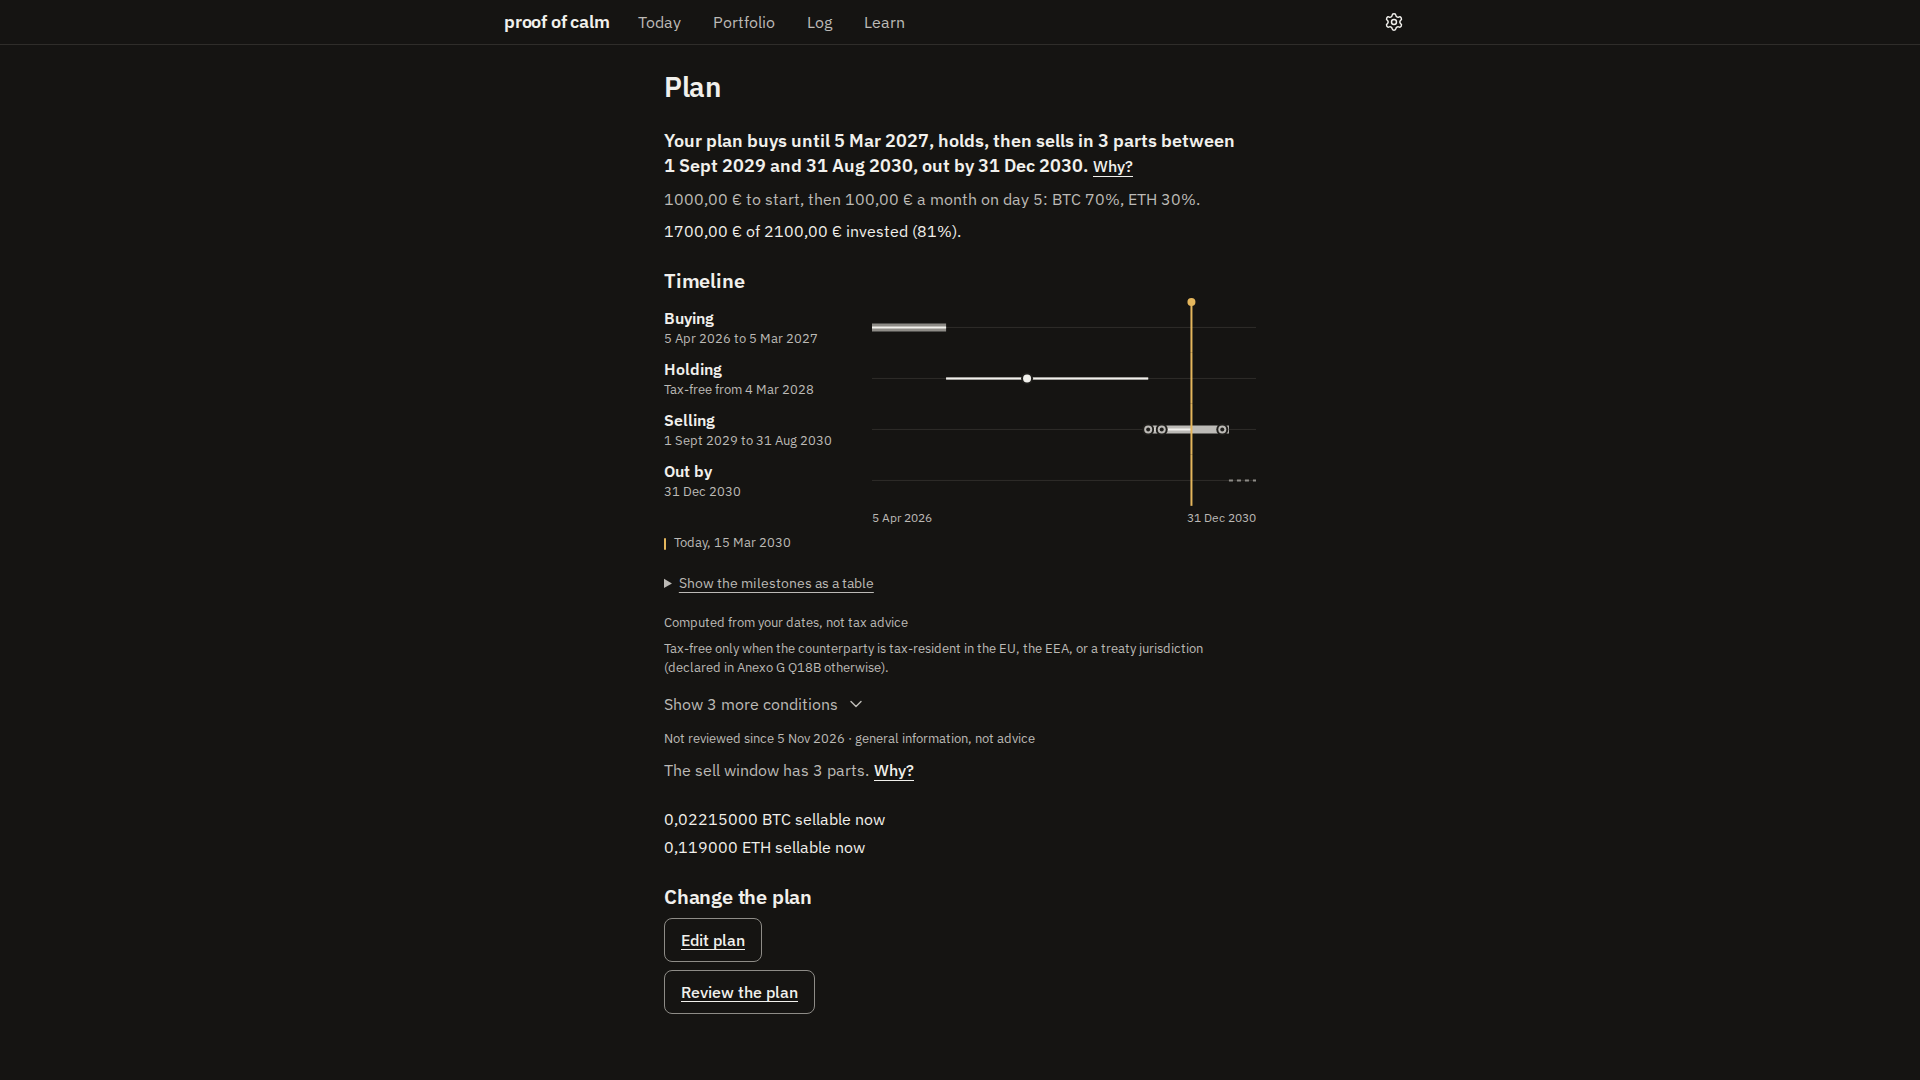 proof of calm Today Portfolio Log Learn
Plan
Your plan buys until 5 Mar 2027, holds, then sells in 3 parts between
1 Sept 2029 and 31 Aug 2030, out by 31 Dec 2030. Why?
1000,00 € to start, then 100,00 € a month on day 5: BTC 70%, ETH 30%.
1700,00 € of 2100,00 € invested (81%).
Timeline
Buying
5 Apr 2026 to 5 Mar 2027
Holding
Tax-free from 4 Mar 2028
Selling
1 Sept 2029 to 31 Aug 2030
Out by
31 Dec 2030
5 Apr 2026 31 Dec 2030
Today, 15 Mar 2030
Show the milestones as a table
Computed from your dates, not tax advice
Tax-free only when the counterparty is tax-resident in the EU, the EEA, or a treaty jurisdiction
(declared in Anexo G Q18B otherwise).
Show 3 more conditions
Not reviewed since 5 Nov 2026 · general information, not advice
The sell window has 3 parts. Why?
0,02215000 BTC sellable now
0,119000 ETH sellable now
Change the plan
Edit plan
Review the plan